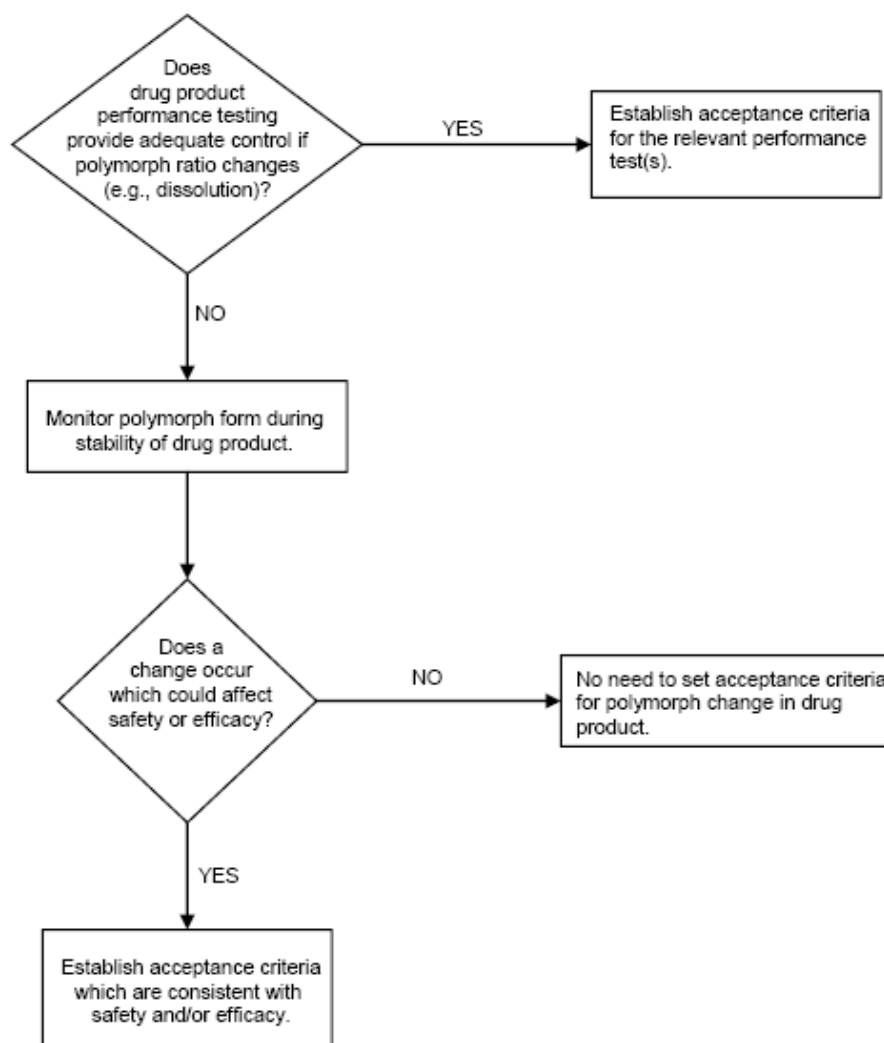 Does
drug product
performance testing
provide adequate control if
polymorph ratio changes
(e.g., dissolution)?
YES
Establish acceptance criteria
for the relevant performance
test(s).
NO
Monitor polymorph form during
stability of drug product.
Does a
change occur
which could affect
safety or efficacy?
NO
No need to set acceptance criteria
for polymorph change in drug
product.
YES
Establish acceptance criteria
which are consistent with
safety and/or efficacy.